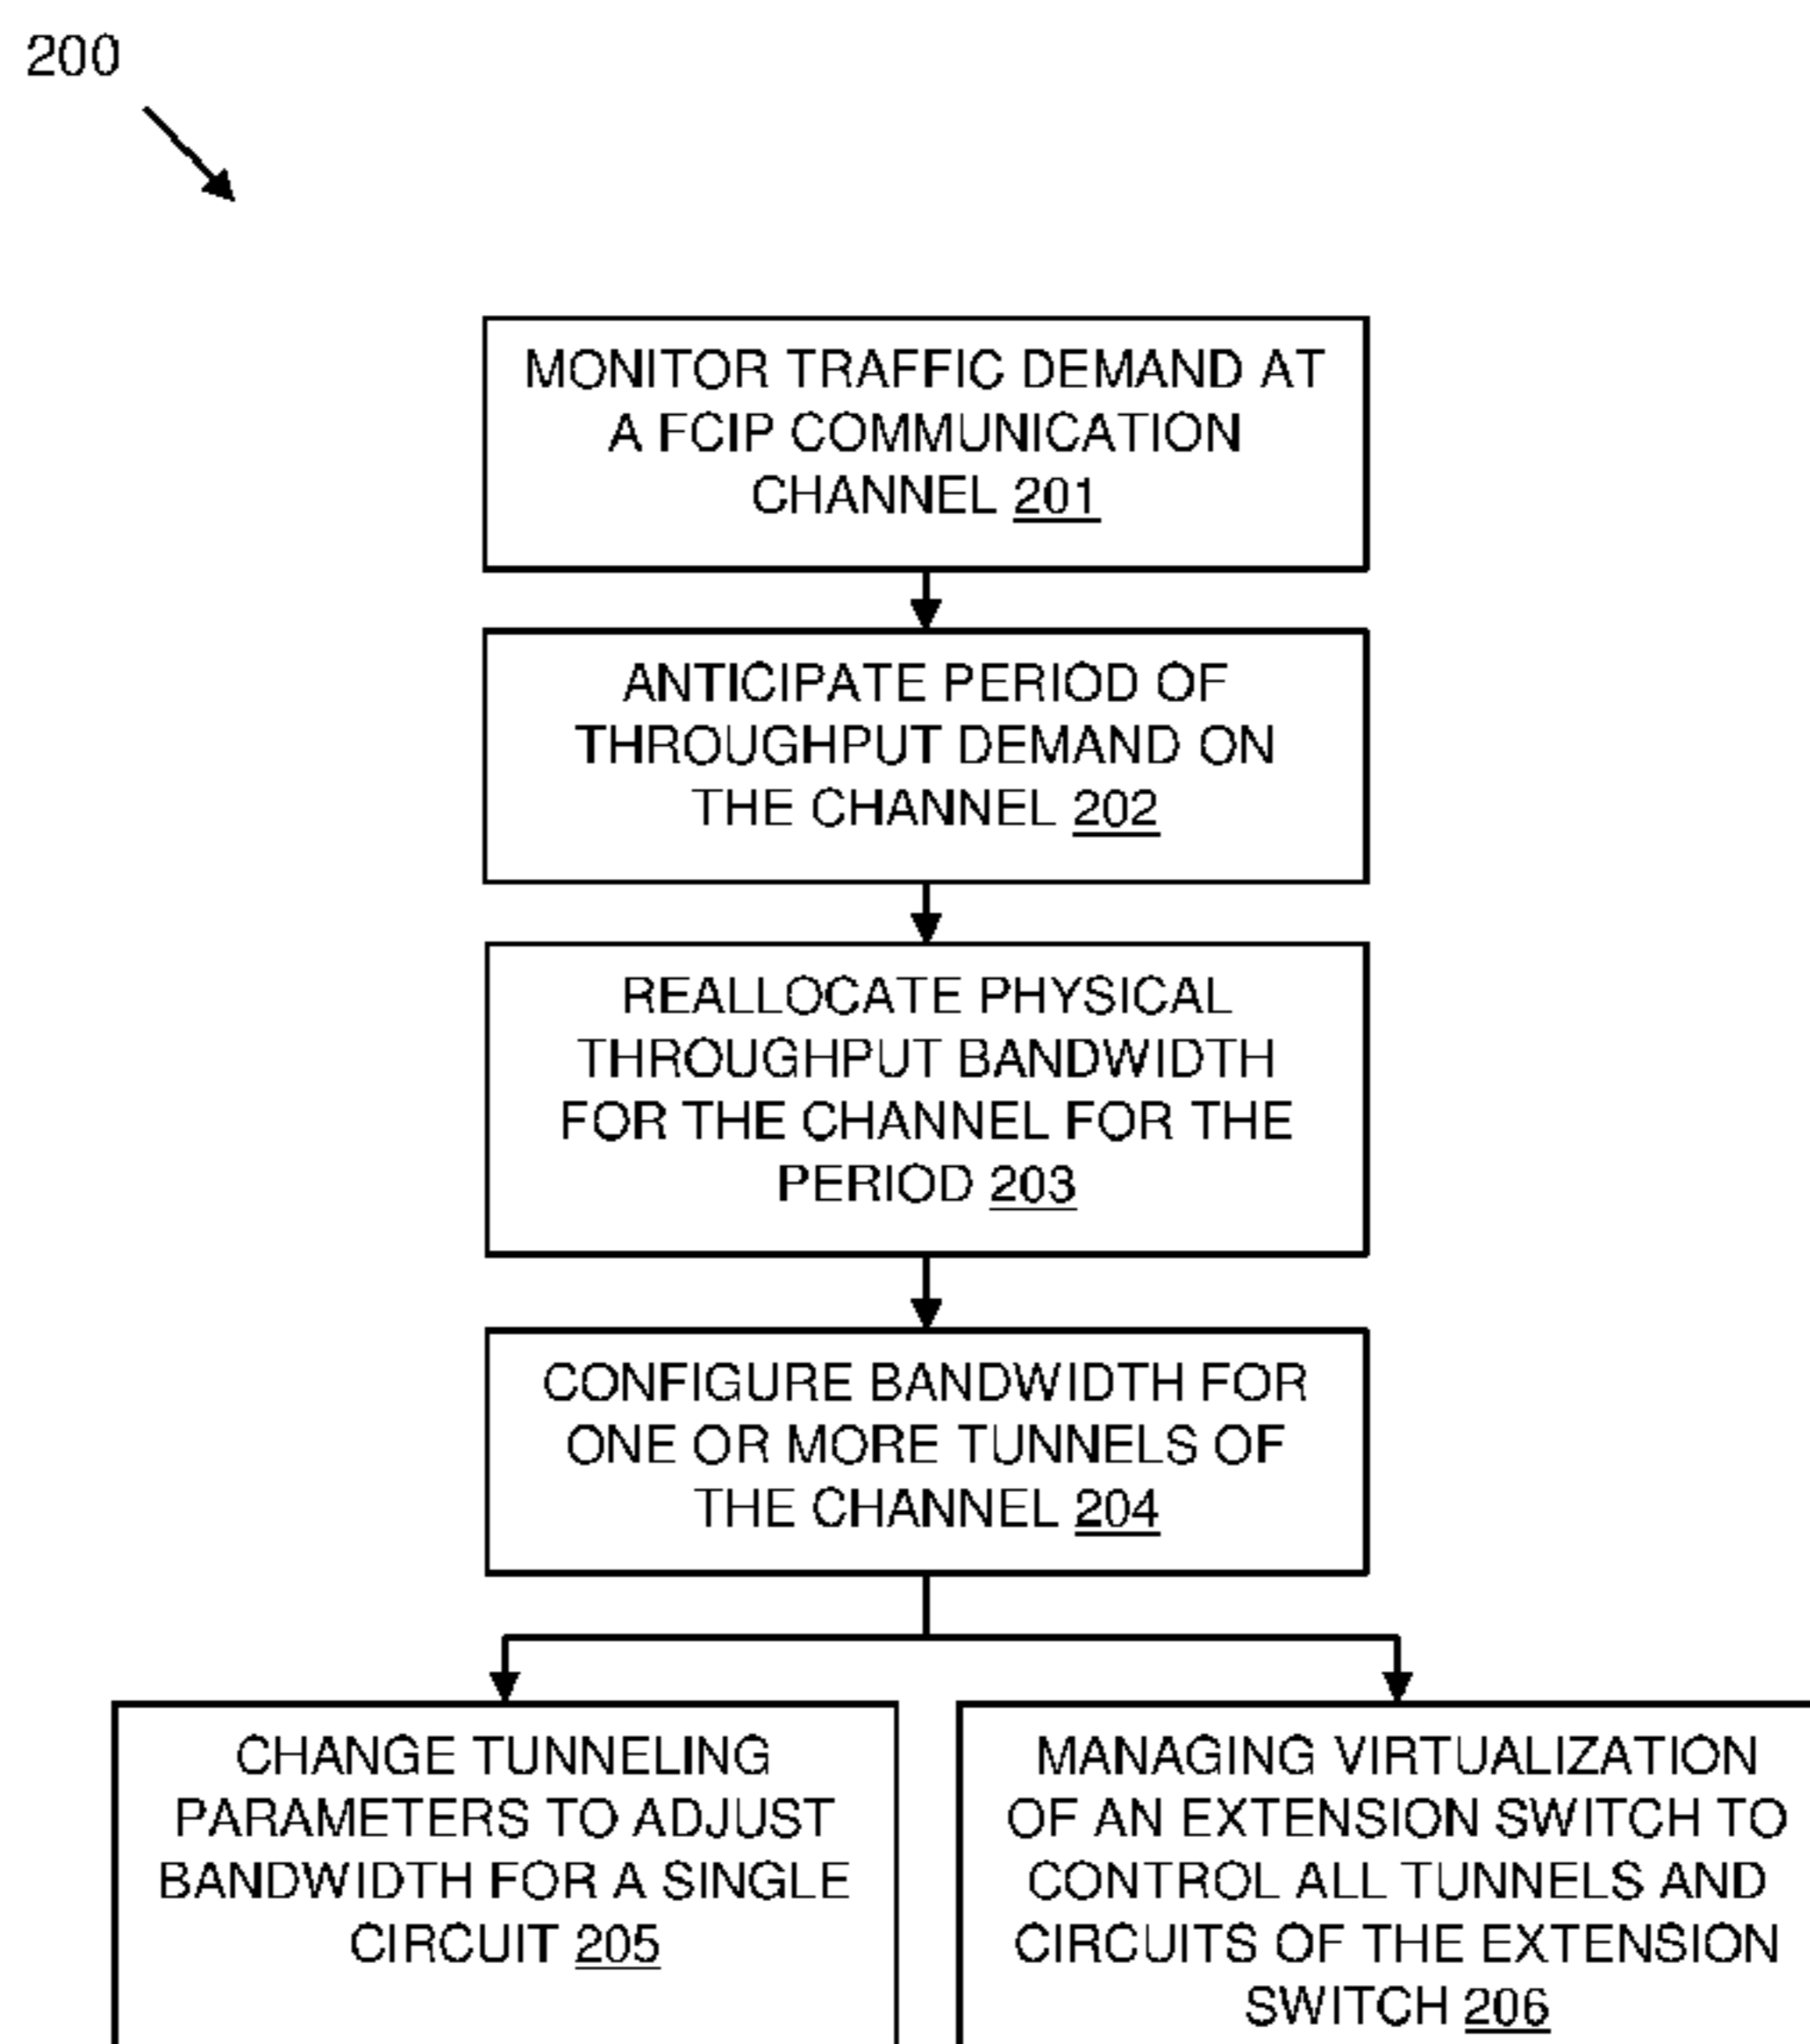 200
MONITOR TRAFFIC DEMAND AT
A FCIP COMMUNICATION
CHANNEL 201
ANTICIPATE PERIOD OF
THROUGHPUT DEMAND ON
THE CHANNEL 202
REALLOCATE PHYSICAL
THROUGHPUT BANDWIDTH
FOR THE CHANNEL FOR THE
PERIOD 203
CONFIGURE BANDWIDTH FOR
ONE OR MORE TUNNELS OF
THE CHANNEL 204
CHANGE TUNNELING
PARAMETERS TO ADJUST
BANDWIDTH FOR A SINGLE
CIRCUIT 205
MANAGING VIRTUALIZATION
OF AN EXTENSION SWITCH TO
CONTROL ALL TUNNELS AND
CIRCUITS OF THE EXTENSION
SWITCH 206